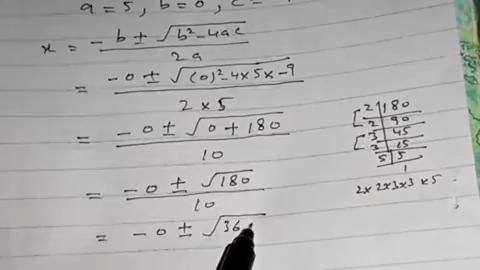 a = 5, b = 0, c = -
x = -b ± √b² - 4ac / 2a
= -0 ± √(0)² - 4 x 5 x -9 / 2 x 5
= -0 ± √0 + 180 / 10
= -0 ± √180 / 10
= -0 ± √36
2 | 180
2 | 90
3 | 45
3 | 15
5 | 5
1
2 x 2 x 3 x 3 x 5